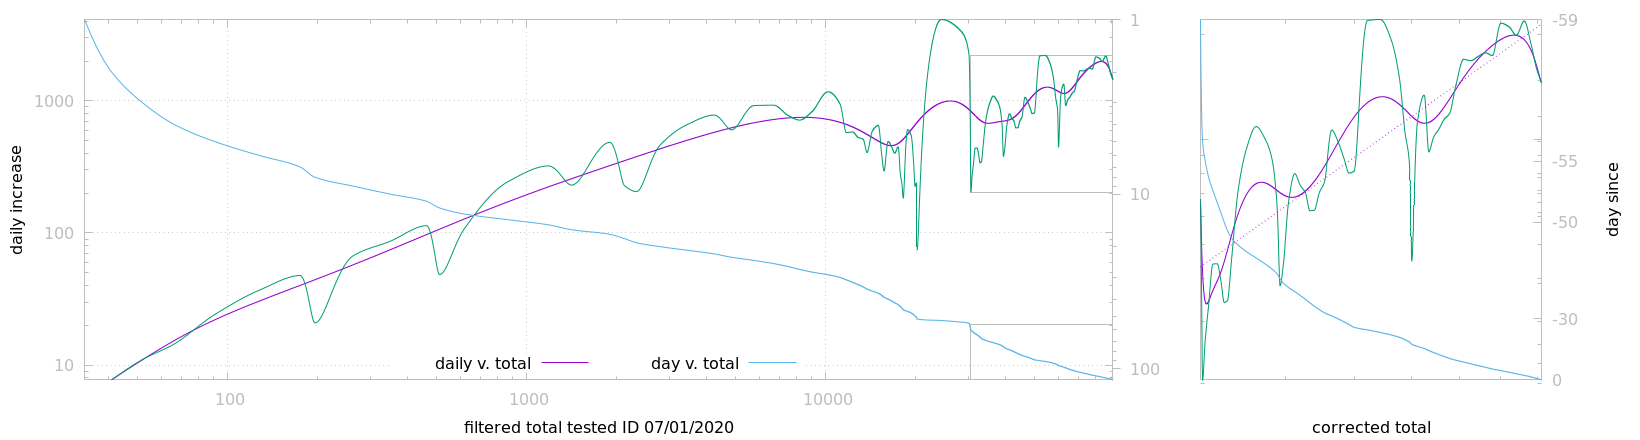 daily increase
1000
100
10
100
1000
10000
daily v. total
day v. total
filtered total tested ID 07/01/2020
1
10
100
-59
-55
-50
-30
0
day since
corrected total